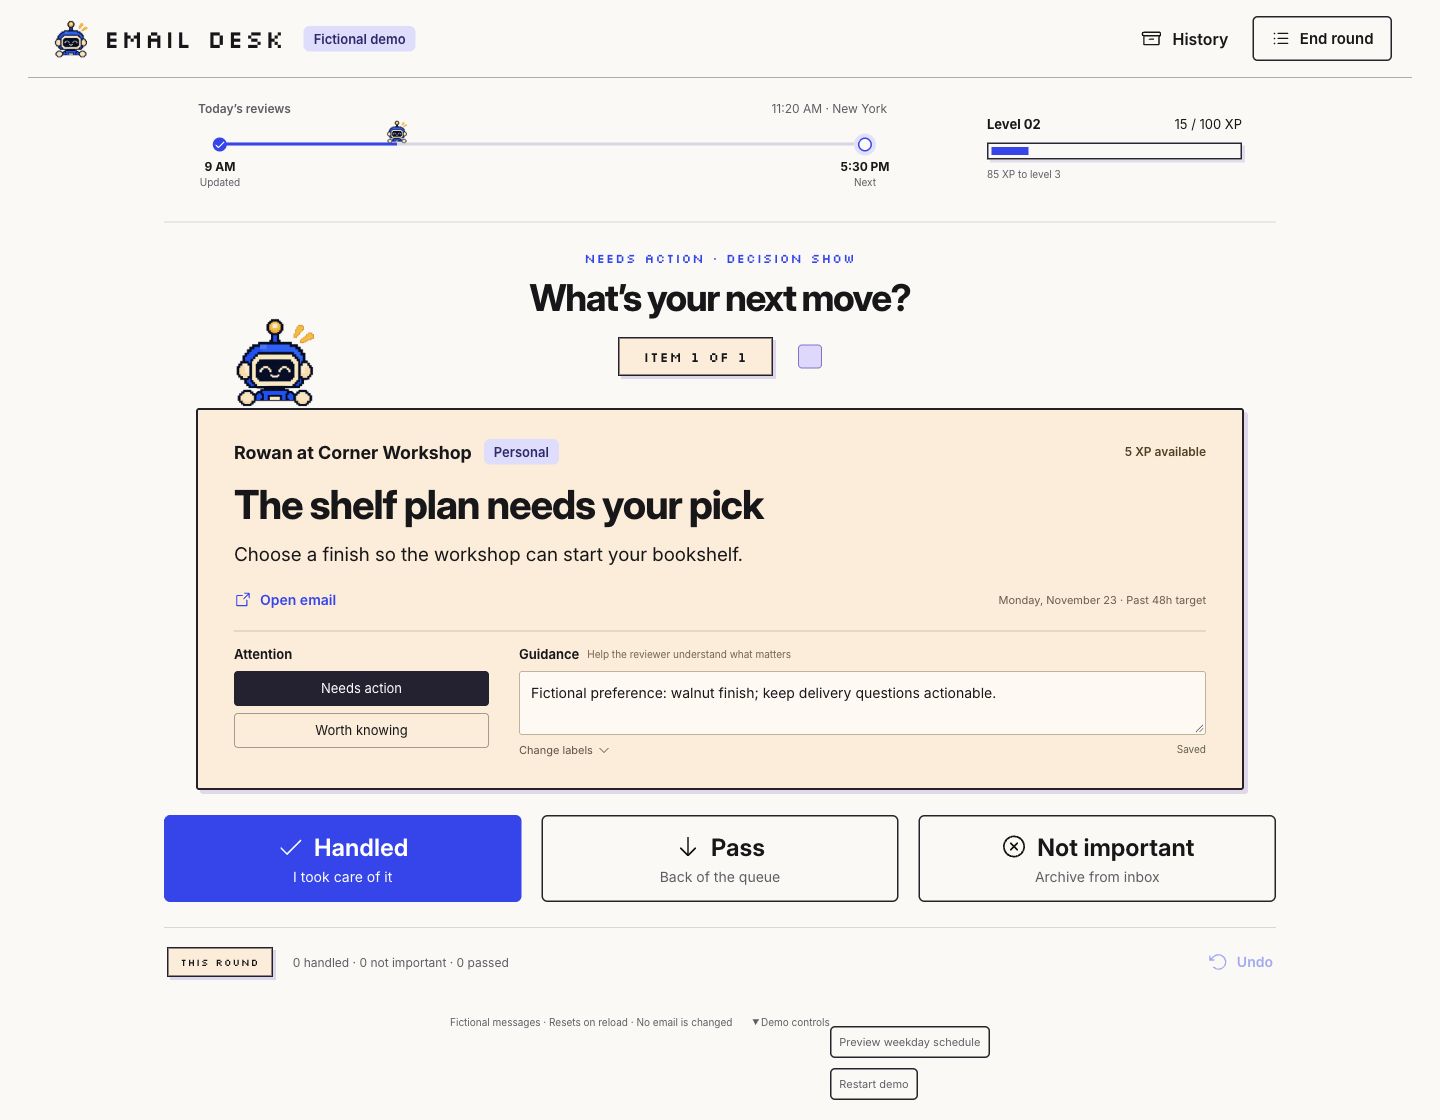 EMAIL DESK
Fictional demo
History
End round
Today’s reviews
11:20 AM · New York
9 AM
Updated
5:30 PM
Next
Level 02
15 / 100 XP
85 XP to level 3
NEEDS ACTION · DECISION SHOW
What’s your next move?
ITEM 1 OF 1
Rowan at Corner Workshop
Personal
5 XP available
The shelf plan needs your pick
Choose a finish so the workshop can start your bookshelf.
Open email
Monday, November 23 · Past 48h target
Attention
Needs action
Worth knowing
Guidance
Help the reviewer understand what matters
Fictional preference: walnut finish; keep delivery questions actionable.
Change labels
Saved
Handled
I took care of it
Pass
Back of the queue
Not important
Archive from inbox
THIS ROUND
0 handled · 0 not important · 0 passed
Undo
Fictional messages · Resets on reload · No email is changed
Demo controls
Preview weekday schedule
Restart demo